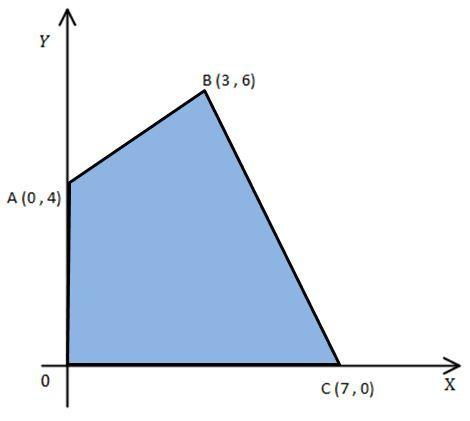 Y
B (3 , 6)
A (0 , 4)
0
X
C (7 , 0)